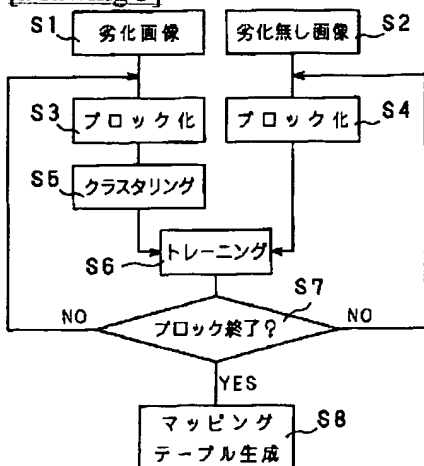 S1
劣化画像
劣化無し画像
S2
S3
ブロック化
ブロック化
S4
S5
クラスタリング
S6
トレーニング
S7
NO
ブロック終了?
NO
YES
マッピング
テーブル生成
S8